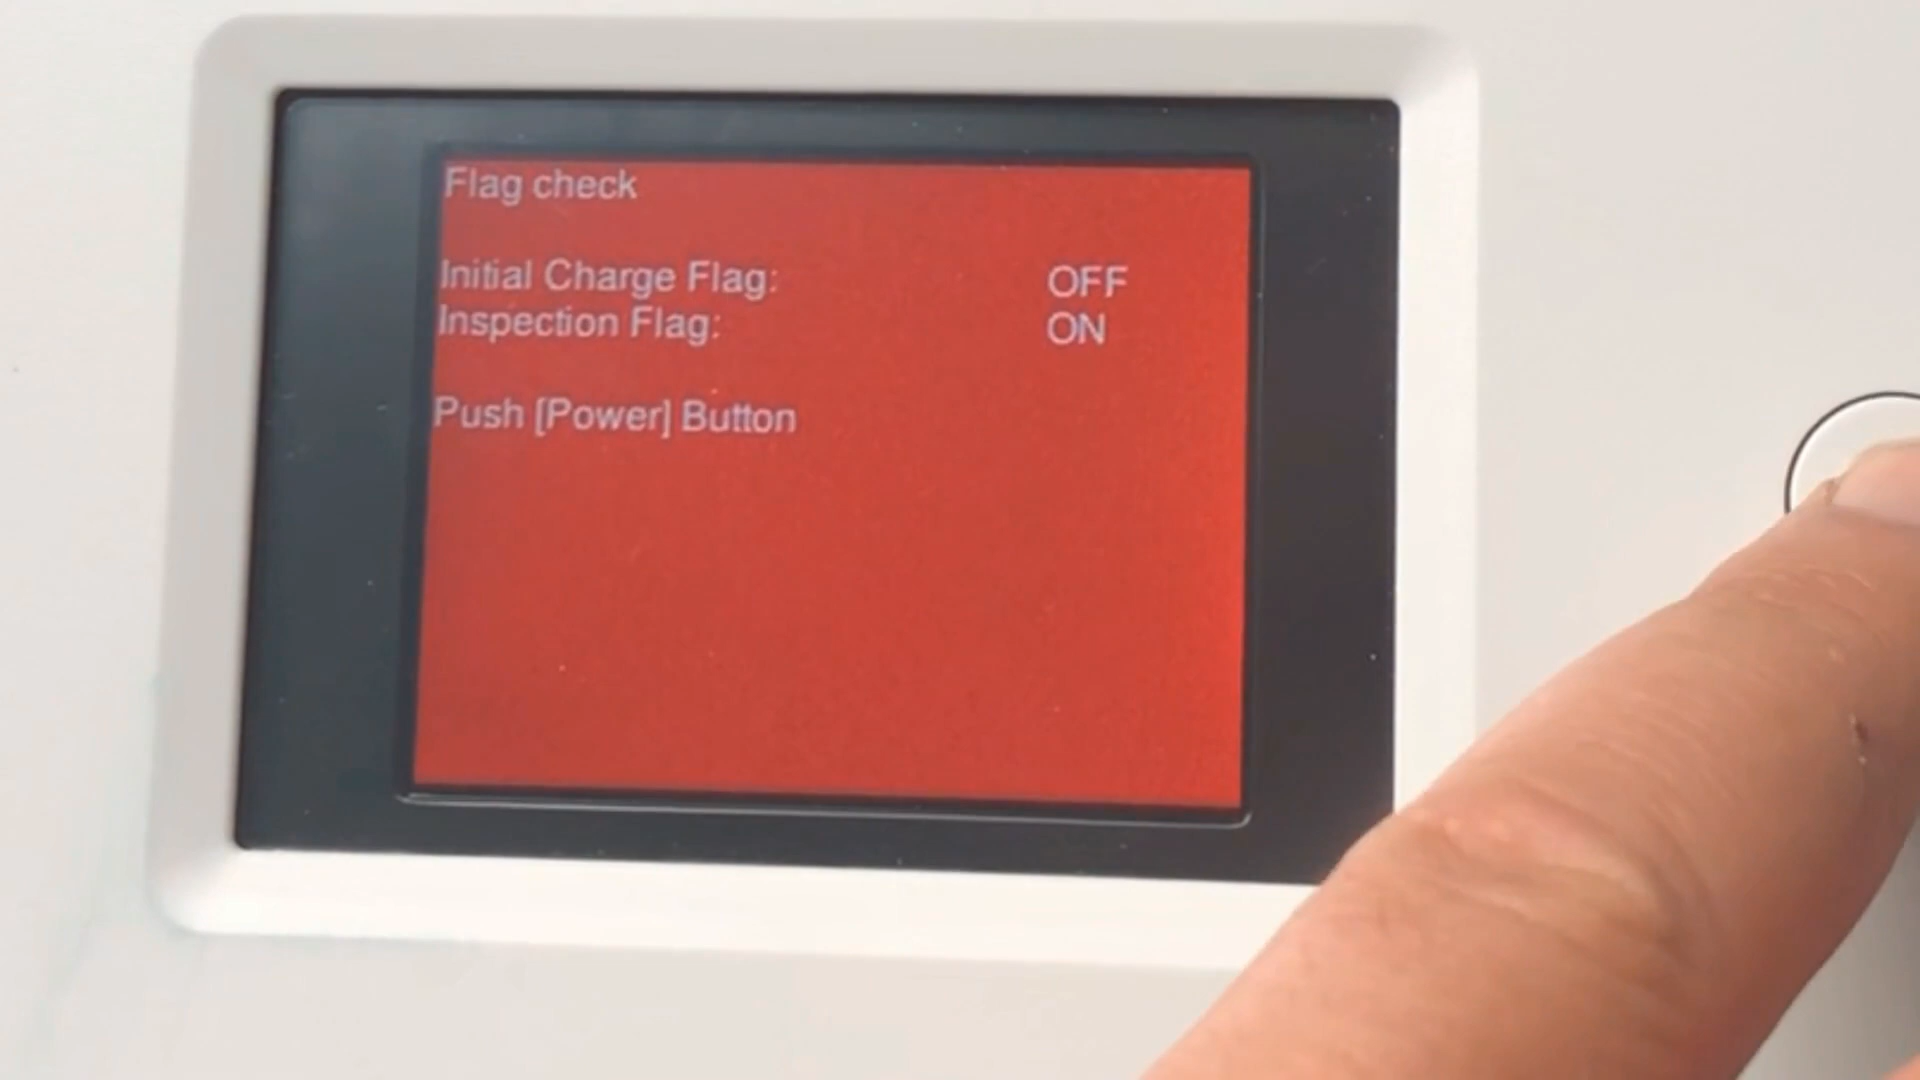 Flag check
Initial Charge Flag: OFF
Inspection Flag: ON
Push [Power] Button